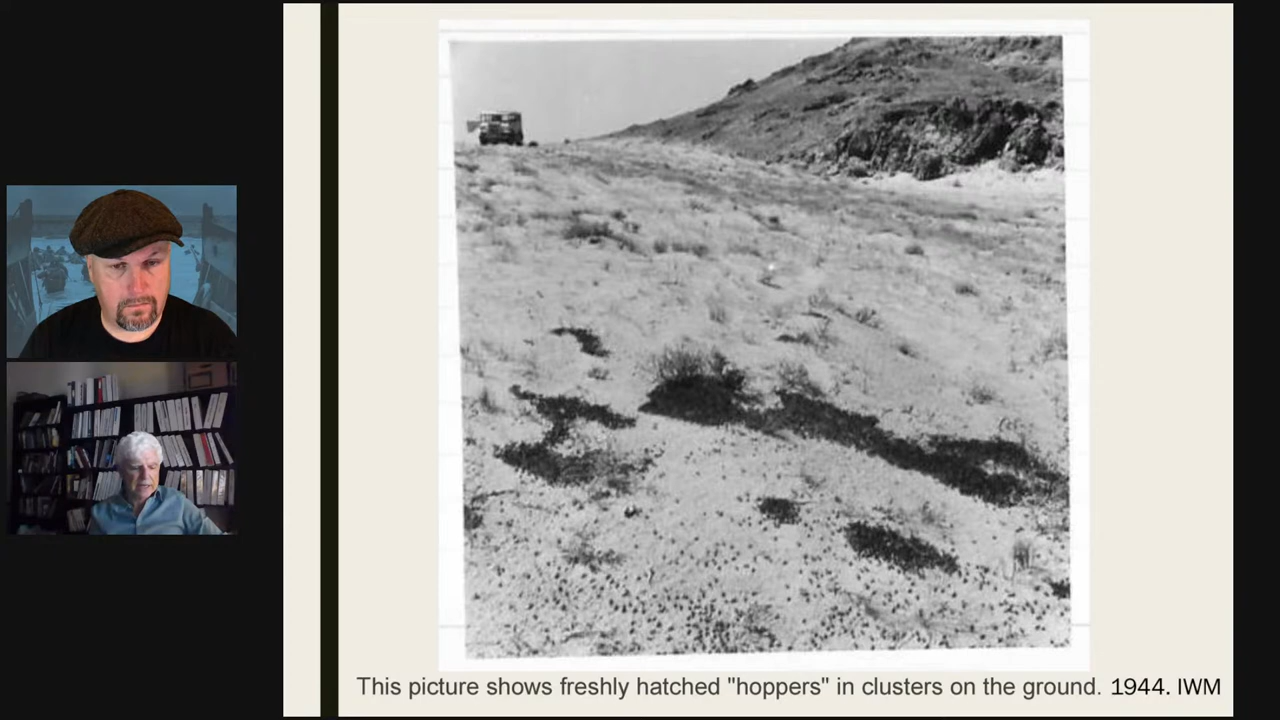 This picture shows freshly hatched "hoppers" in clusters on the ground. 1944. IWM